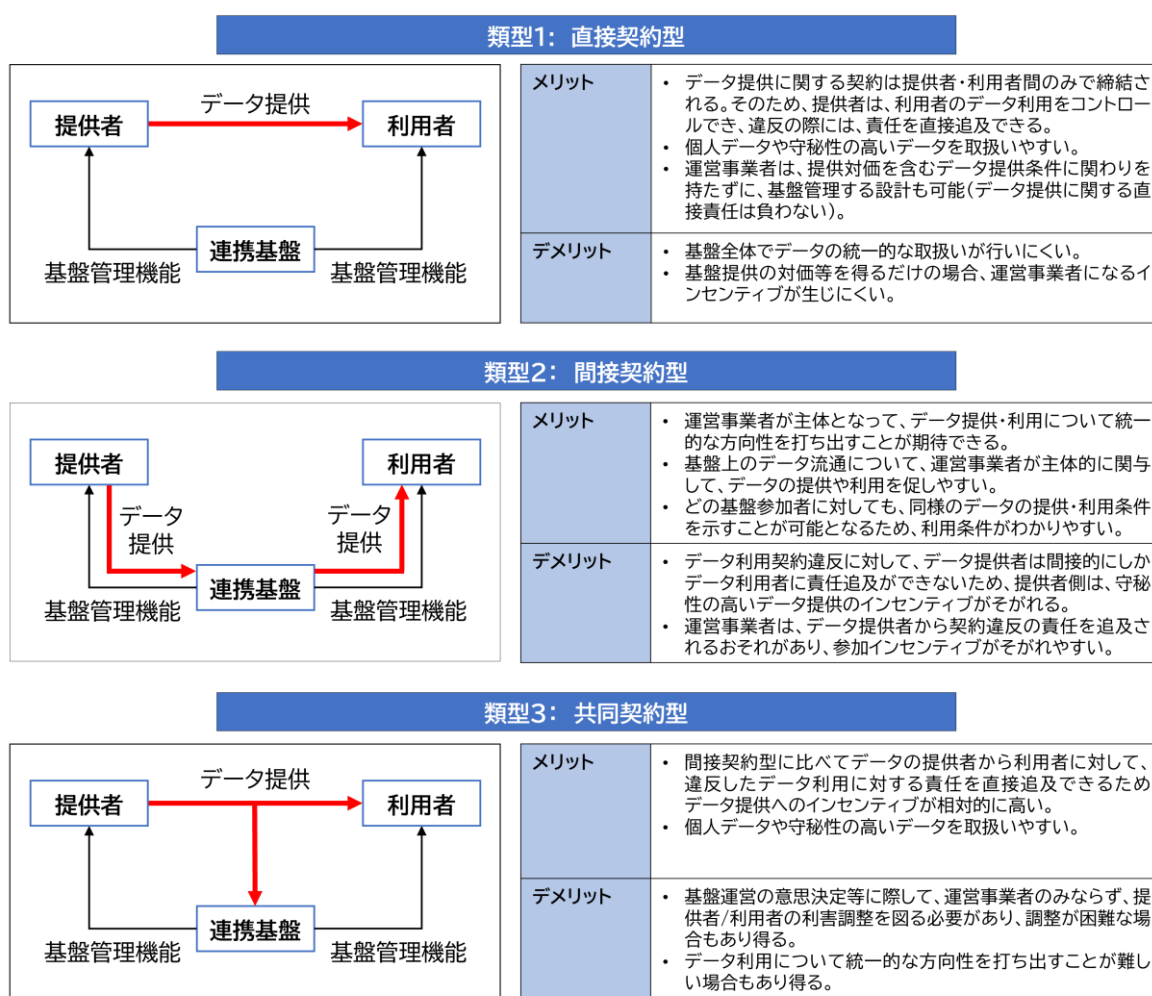 類型1： 直接契約型
データ提供
提供者
利用者
連携基盤
基盤管理機能
基盤管理機能
メリット
• データ提供に関する契約は提供者・利用者間のみで締結さ
れる。そのため、提供者は、利用者のデータ利用をコントロー
ルでき、違反の際には、責任を直接追及できる。
• 個人データや守秘性の高いデータを取扱いやすい。
• 運営事業者は、提供対価を含むデータ提供条件に関わりを
持たずに、基盤管理する設計も可能（データ提供に関する直
接責任は負わない）。
デメリット
• 基盤全体でデータの統一的な取扱いが行いにくい。
• 基盤提供の対価等を得るだけの場合、運営事業者になるイ
ンセンティブが生じにくい。
類型2： 間接契約型
提供者
利用者
データ
提供
データ
提供
連携基盤
基盤管理機能
基盤管理機能
メリット
• 運営事業者が主体となって、データ提供・利用について統一
的な方向性を打ち出すことが期待できる。
• 基盤上のデータ流通について、運営事業者が主体的に関与
して、データの提供や利用を促しやすい。
• どの基盤参加者に対しても、同様のデータの提供・利用条件
を示すことが可能となるため、利用条件がわかりやすい。
デメリット
• データ利用契約違反に対して、データ提供者は間接的にしか
データ利用者に責任追及ができないため、提供者側は、守秘
性の高いデータ提供のインセンティブがそがれる。
• 運営事業者は、データ提供者から契約違反の責任を追及さ
れるおそれがあり、参加インセンティブがそがれやすい。
類型3： 共同契約型
データ提供
提供者
利用者
連携基盤
基盤管理機能
基盤管理機能
メリット
• 間接契約型に比べてデータの提供者から利用者に対して、
違反したデータ利用に対する責任を直接追及できるため
データ提供へのインセンティブが相対的に高い。
• 個人データや守秘性の高いデータを取扱いやすい。
デメリット
• 基盤運営の意思決定等に際して、運営事業者のみならず、提
供者/利用者の利害調整を図る必要があり、調整が困難な場
合もあり得る。
• データ利用について統一的な方向性を打ち出すことが難し
い場合もあり得る。